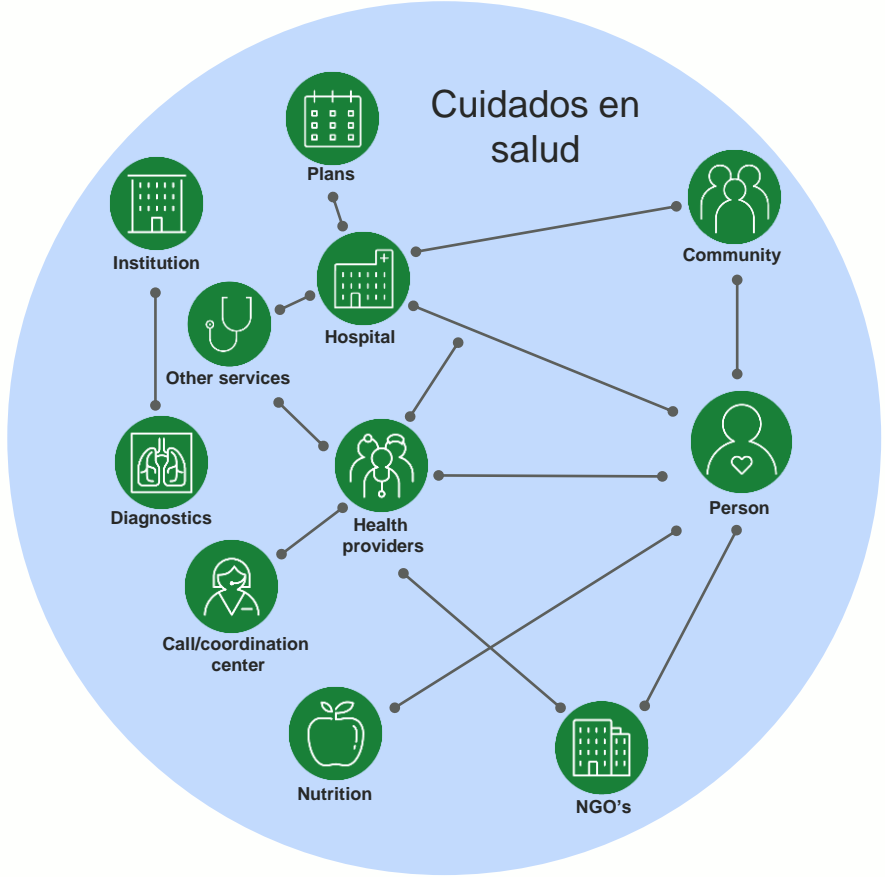 Cuidados en
salud
Plans
Community
Institution
Hospital
Other services
Diagnostics
Person
Health
providers
Call/coordination
center
Nutrition
NGO’s